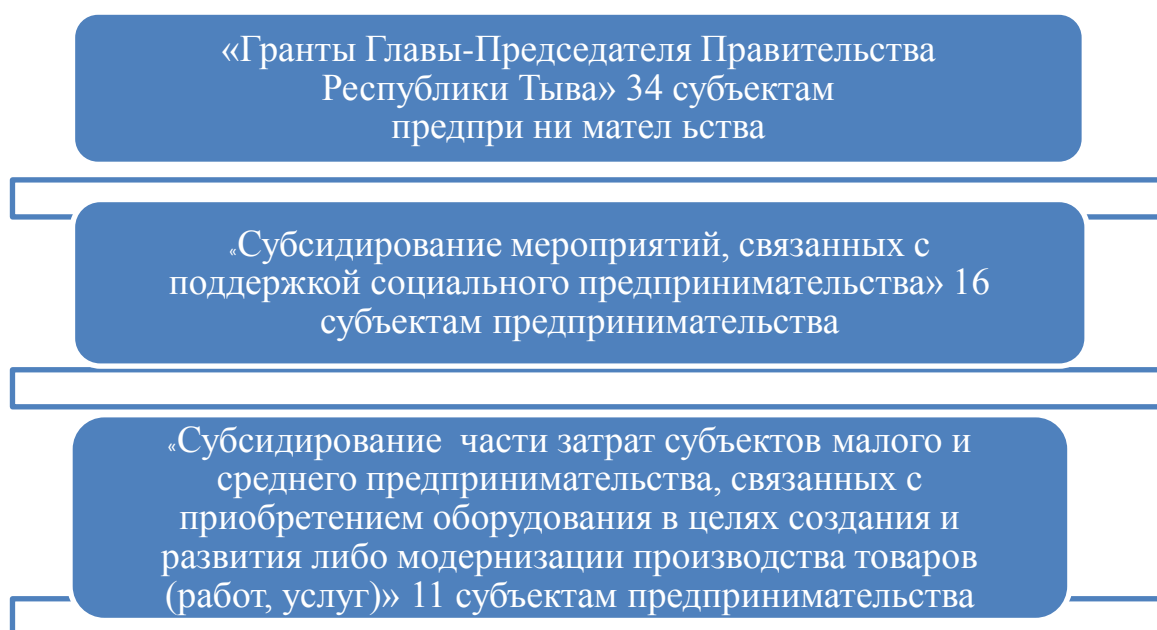 «Гранты Главы-Председателя Правительства
Республики Тыва» 34 субъектам
предпри ни мател ьства
«Субсидирование мероприятий, связанных с
поддержкой социального предпринимательства» 16
субъектам предпринимательства
«Субсидирование части затрат субъектов малого и
среднего предпринимательства, связанных с
приобретением оборудования в целях создания и
развития либо модернизации производства товаров
(работ, услуг)» 11 субъектам предпринимательства